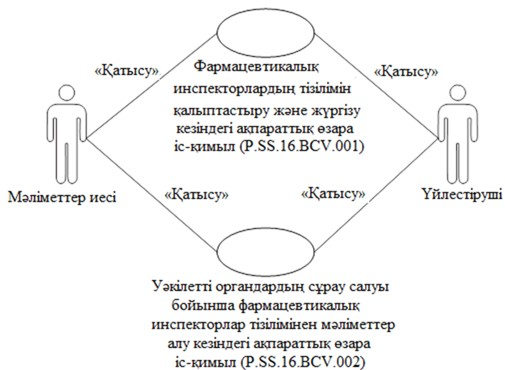 «Қатысу»
«Қатысу»
Фармацевтикалық
инспекторлардың тізілімін
қалыптастыру және жүргізу
кезіндегі ақпараттық өзара
іс-қимыл (P.SS.16.BCV.001)
Мәліметтер иесі
Үйлестіруші
«Қатысу»
«Қатысу»
Уәкілетті органдардың сұрау салуы
бойынша фармацевтикалық
инспекторлар тізілімінен мәліметтер
алу кезіндегі ақпараттық өзара
іс-қимыл (P.SS.16.BCV.002)